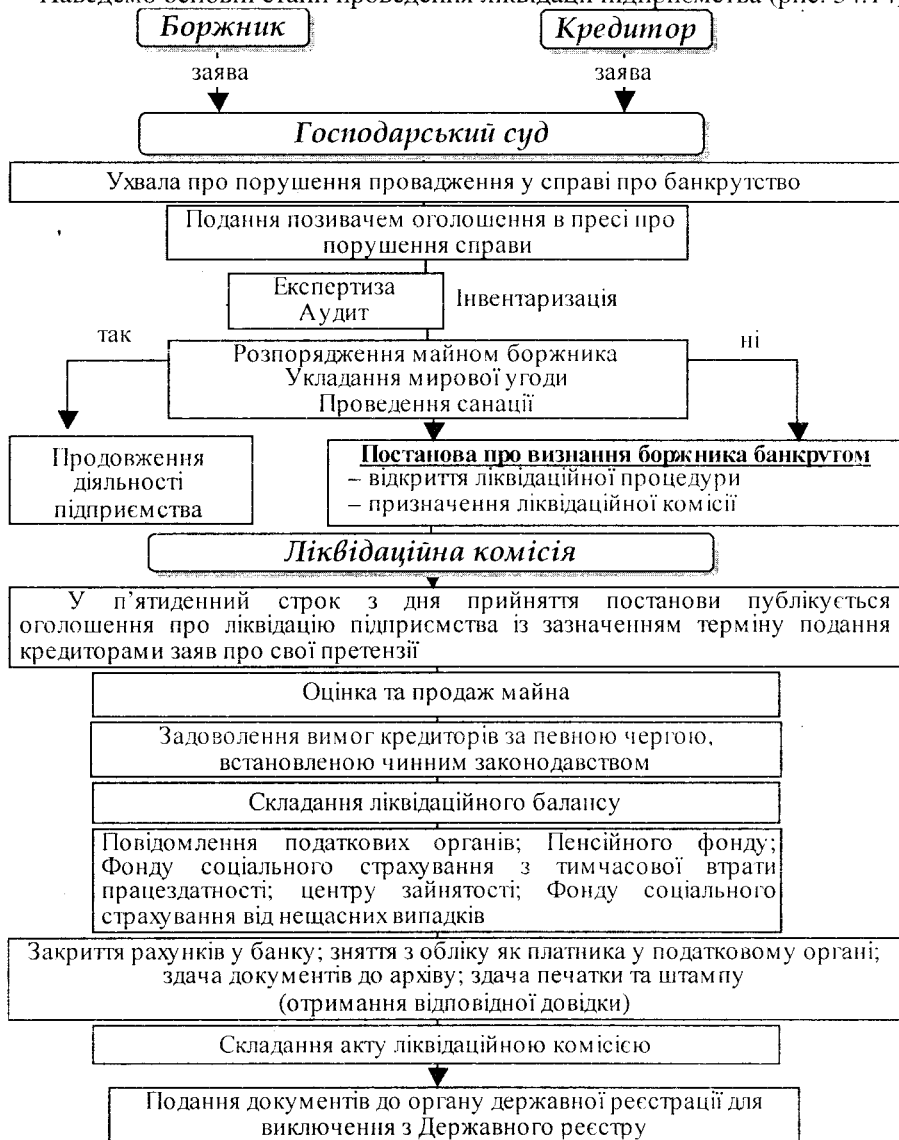 Наведемо основні етапи проведення ліквідації підприємства (рис. 34.14)
Боржник
Кредитор
заява
заява
Господарський суд
Ухвала про порушення провадження у справі про банкрутство
Подання позивачем оголошення в пресі про
порушення справи
Експертиза
Аудит
Інвентаризація
так
ні
Розпорядження майном боржника
Укладання мирової угоди
Проведення санації
Продовження
діяльності
підприємства
Постанова про визнання боржника банкрутом
– відкриття ліквідаційної процедури
– призначення ліквідаційної комісії
Ліквідаційна комісія
У п’ятиденний строк з дня прийняття постанови публікується
оголошення про ліквідацію підприємства із зазначенням терміну подання
кредиторами заяв про свої претензії
Оцінка та продаж майна
Задоволення вимог кредиторів за певною чергою,
встановленою чинним законодавством
Складання ліквідаційного балансу
Повідомлення податкових органів; Пенсійного фонду;
Фонду соціального страхування з тимчасової втрати
працездатності; центру зайнятості; Фонду соціального
страхування від нещасних випадків
Закриття рахунків у банку; зняття з обліку як платника у податковому органі;
здача документів до архіву; здача печатки та штампу
(отримання відповідної довідки)
Складання акту ліквідаційною комісією
Подання документів до органу державної реєстрації для
виключення з Державного реєстру